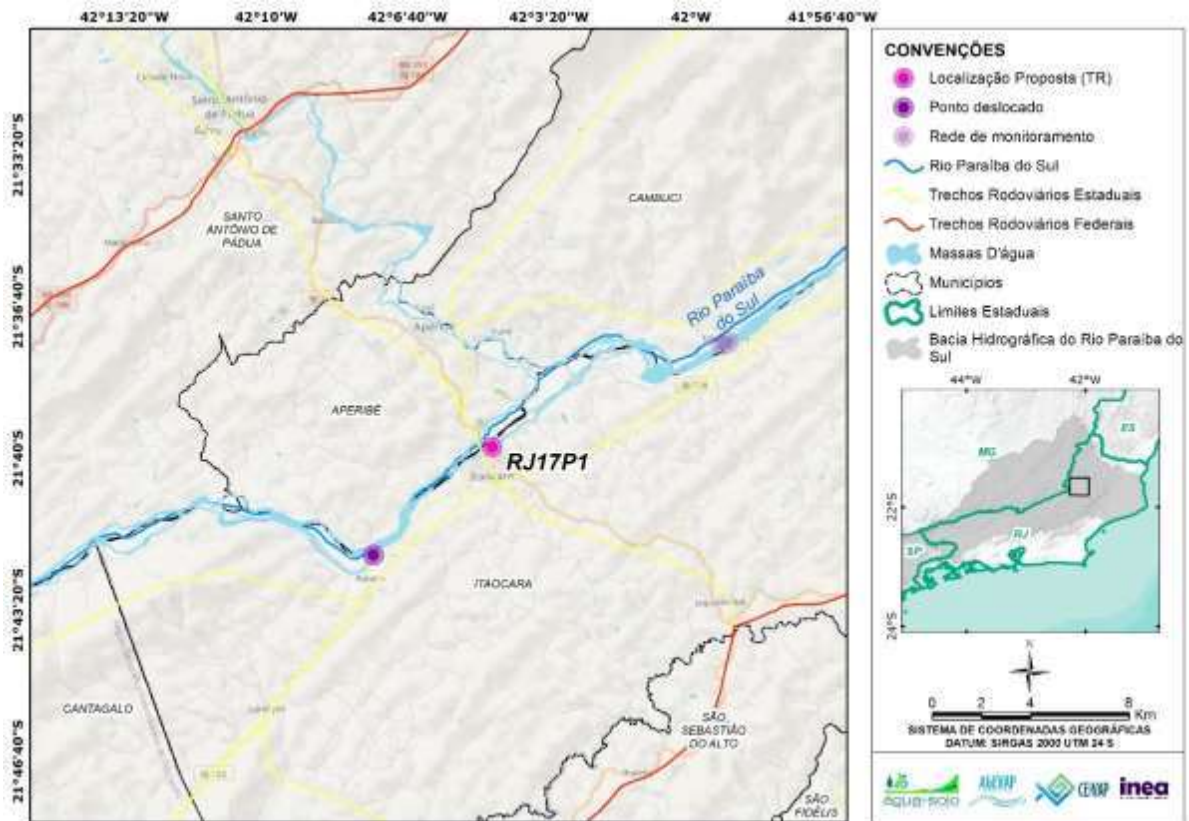 42°13'20"W 42°10'W 42°6'40"W 42°3'20"W 42°W 41°56'40"W
21°33'20"S
21°36'40"S
21°40'S
21°43'20"S
21°46'40"S
SANTO
ANTÔNIO DE
PÁDUA
CAMBUCI
Rio Paraíba
do Sul
APERIBÉ
RJ17P1
ITAOCARA
CANTAGALO
SÃO
SEBASTIÃO
DO ALTO
SÃO
FIDÉLIS
CONVENÇÕES
Localização Proposta (TR)
Ponto deslocado
Rede de monitoramento
Rio Paraíba do Sul
Trechos Rodoviários Estaduais
Trechos Rodoviários Federais
Massas D'água
Municípios
Limites Estaduais
Bacia Hidrográfica do Rio Paraíba do
Sul
44°W 42°W
22°S
24°S
MG
ES
SP
RJ
N
0 2 4 8
Km
SISTEMA DE COORDENADAS GEOGRÁFICAS
DATUM: SIRGAS 2000 UTM 24 S
água-solo
AGEVAP
CEIVAP
inea